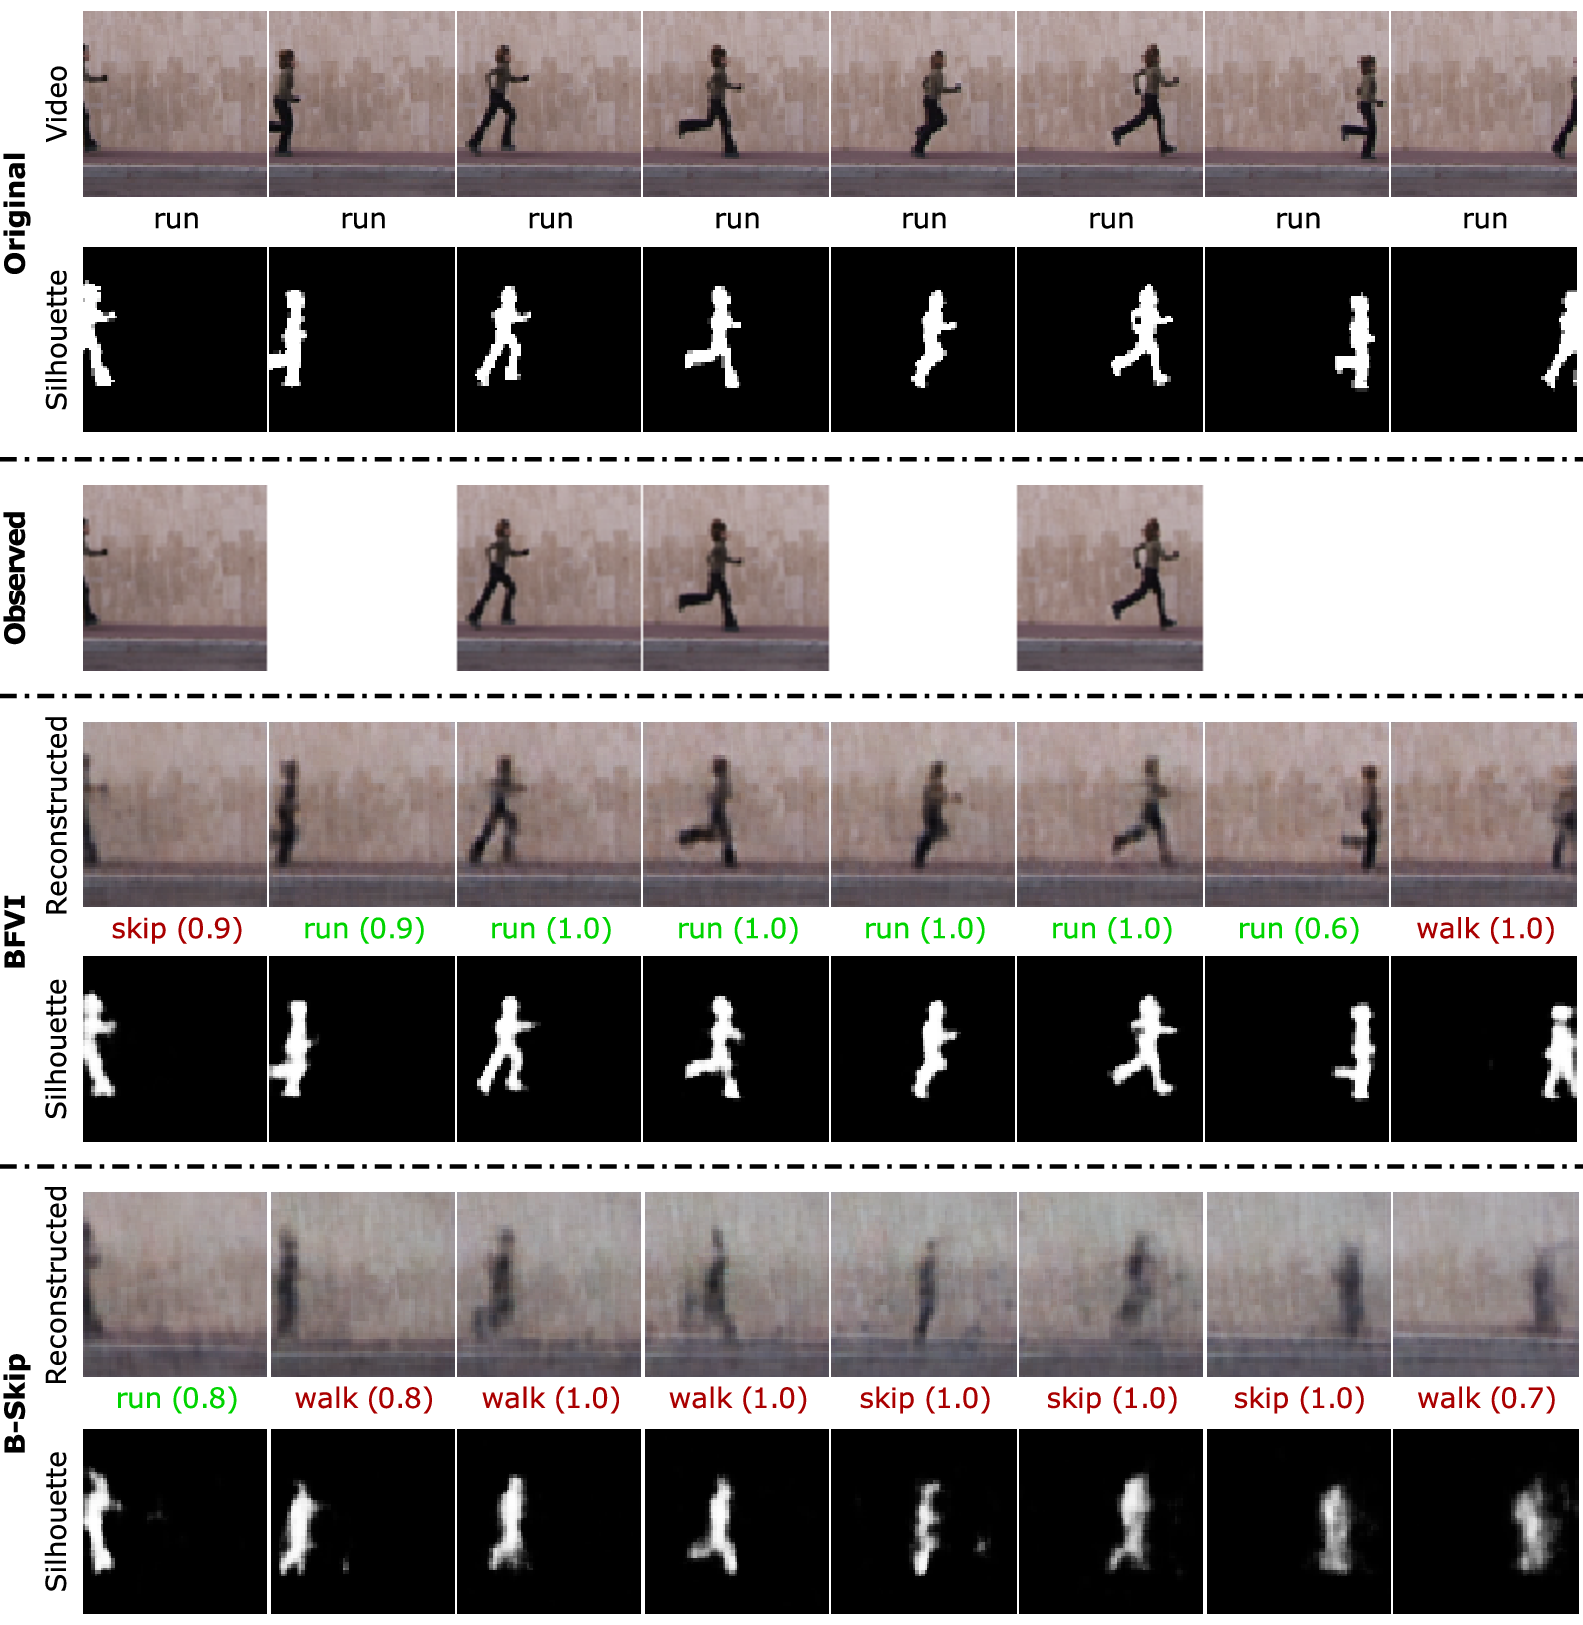 Original
Video
run run run run run run run run
Silhouette
Observed
BFVI
Reconstructed
skip (0.9) run (0.9) run (1.0) run (1.0) run (1.0) run (1.0) run (0.6) walk (1.0)
Silhouette
B-Skip
Reconstructed
run (0.8) walk (0.8) walk (1.0) walk (1.0) skip (1.0) skip (1.0) skip (1.0) walk (0.7)
Silhouette